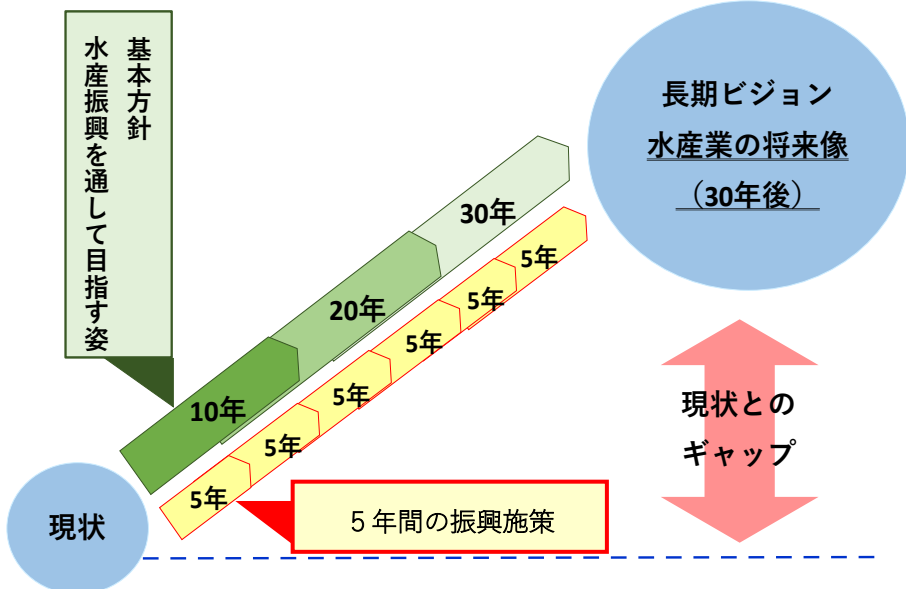 基本方針
水産振興を通して目指す姿
長期ビジョン
水産業の将来像
（30年後）
30年
20年
10年
5年
5年
5年
5年
5年
5年
現状との
ギャップ
５年間の振興施策
現状